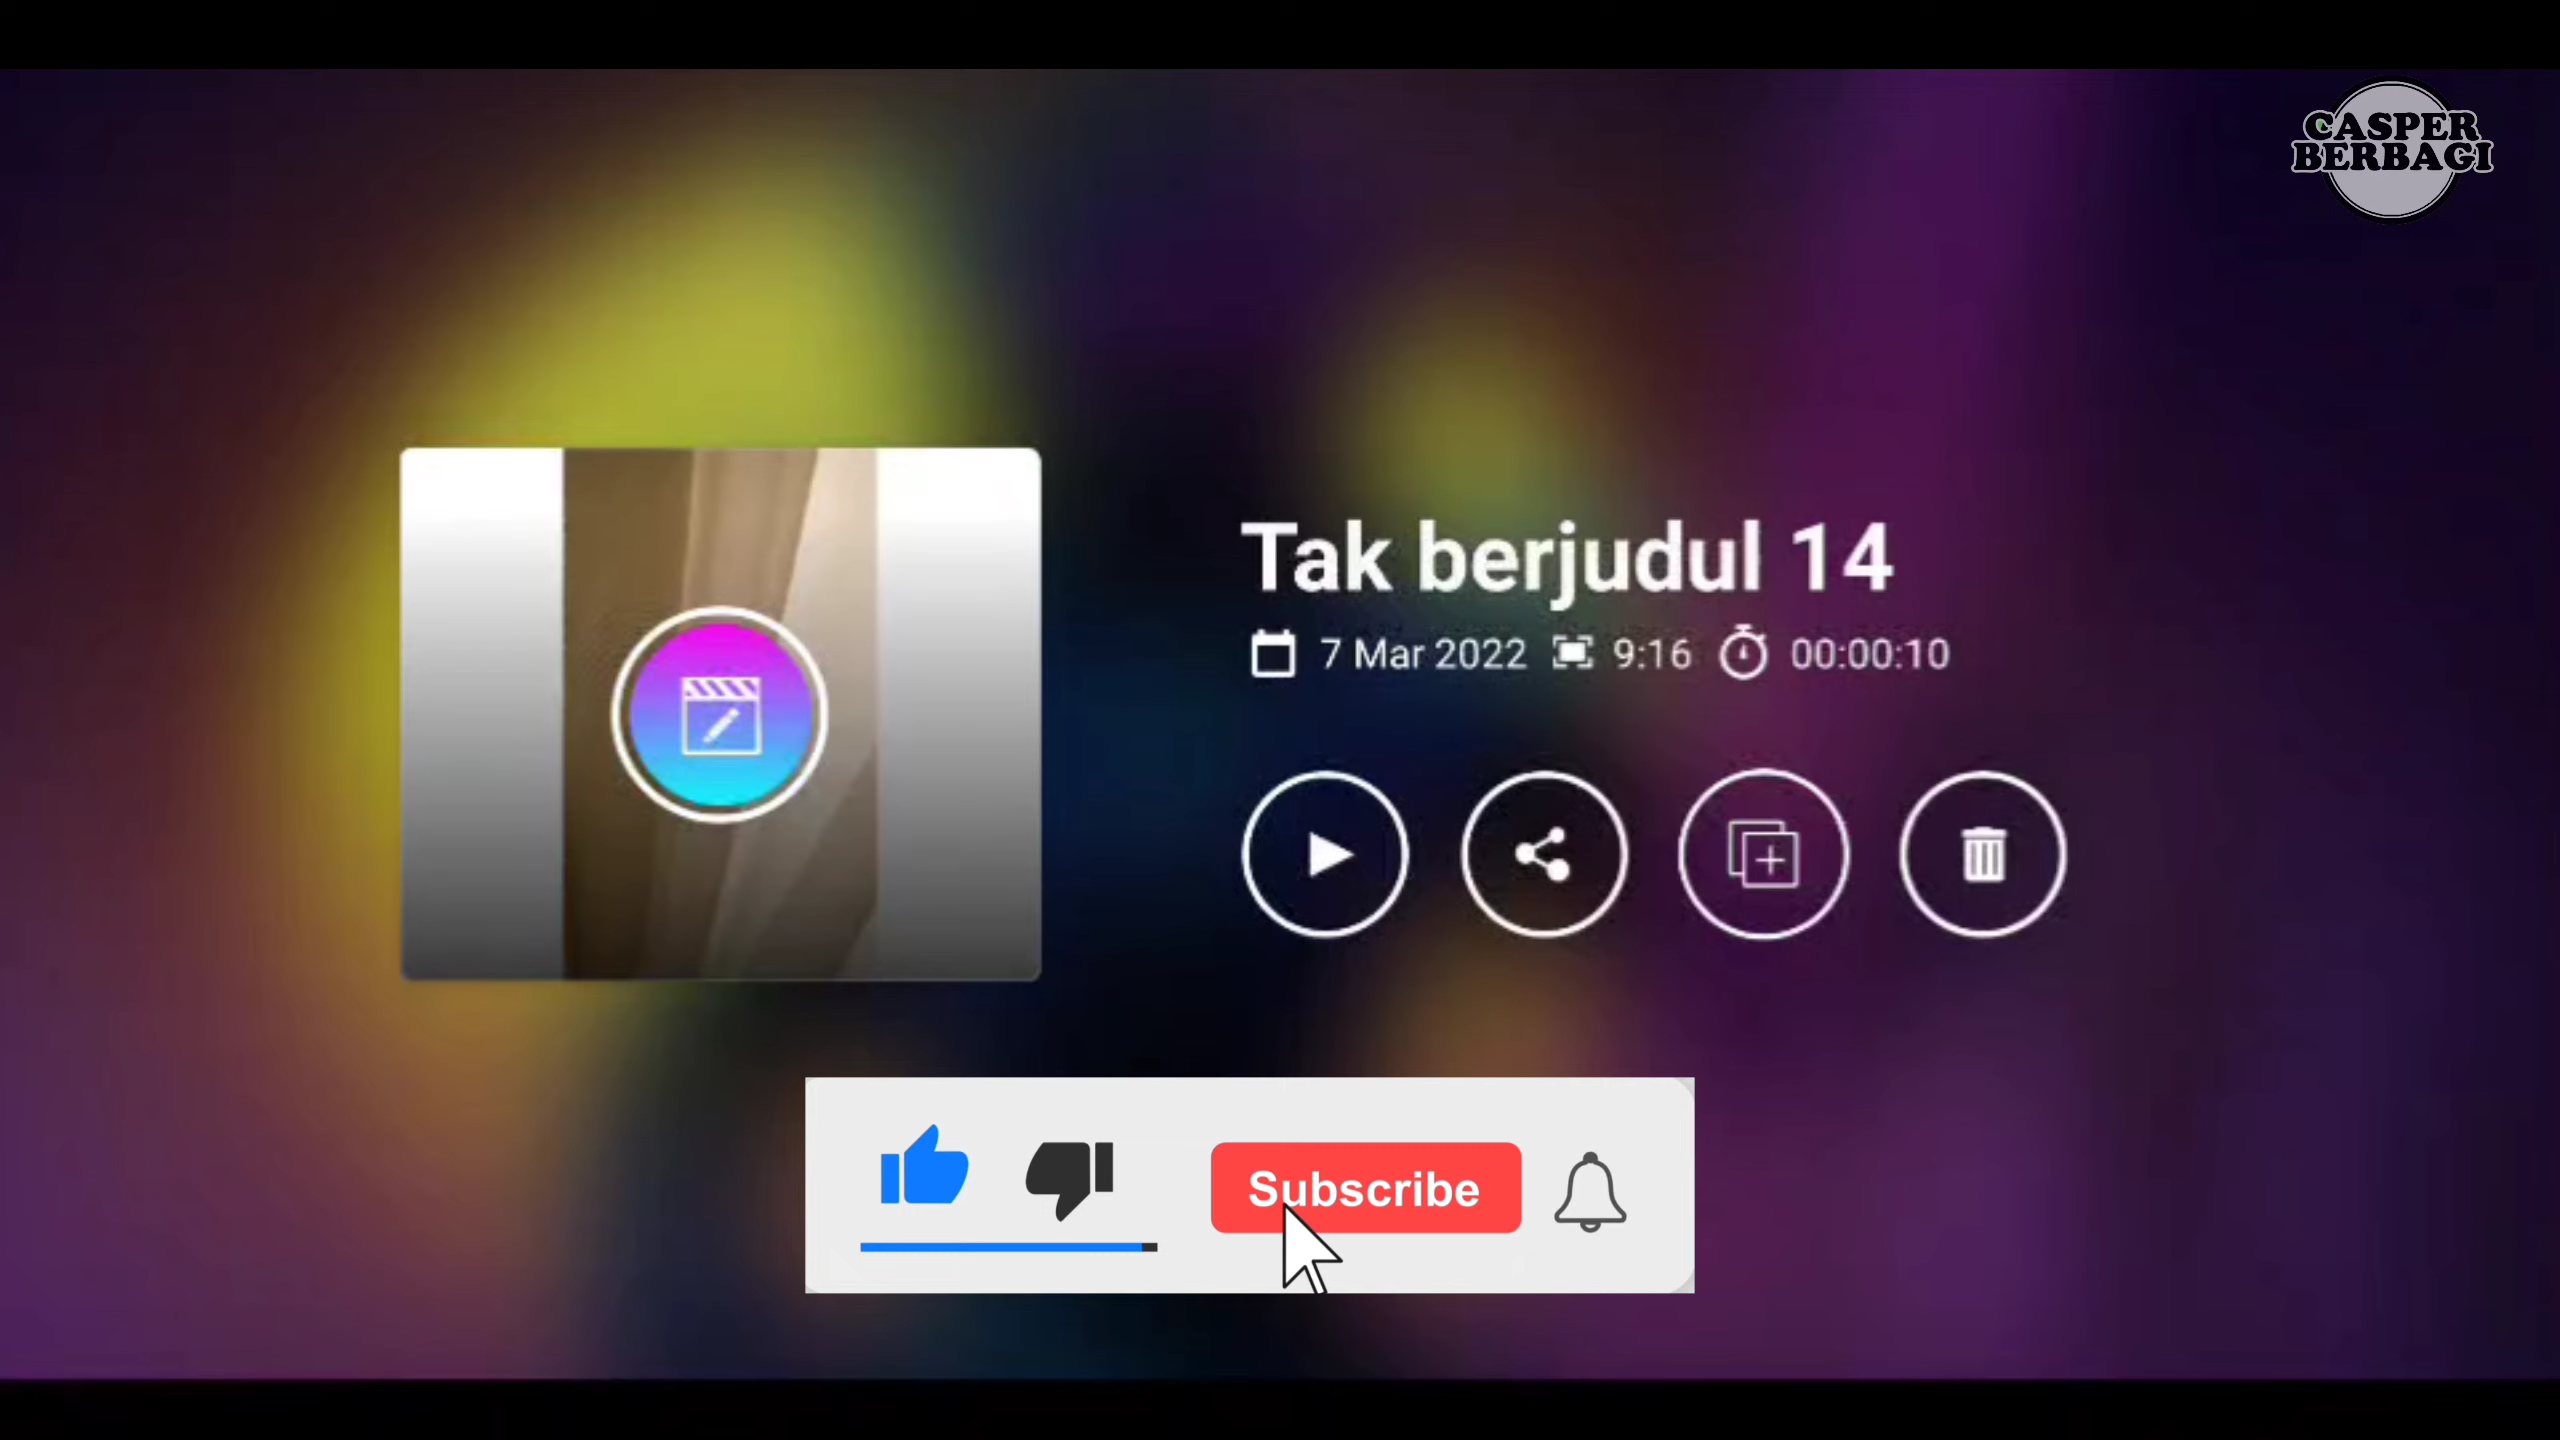 CASPER
BERBAGI
Tak berjudul 14
7 Mar 2022 9:16 00:00:10
Subscribe